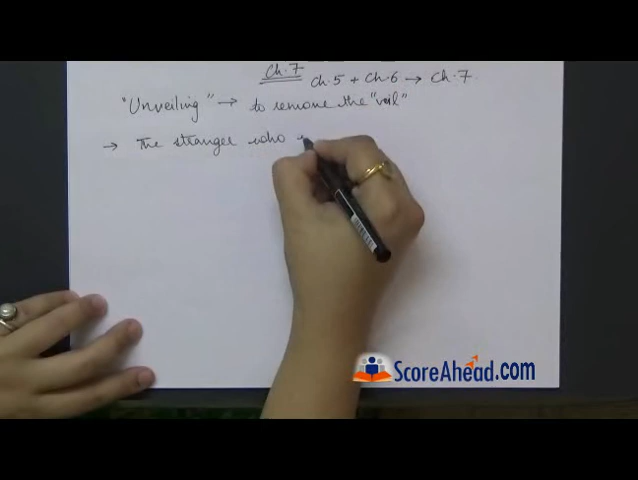 Ch.7
Ch.5 + Ch.6 → Ch.7.
"Unveiling" → to remove the "veil"
→ The stranger who
ScoreAhead.com